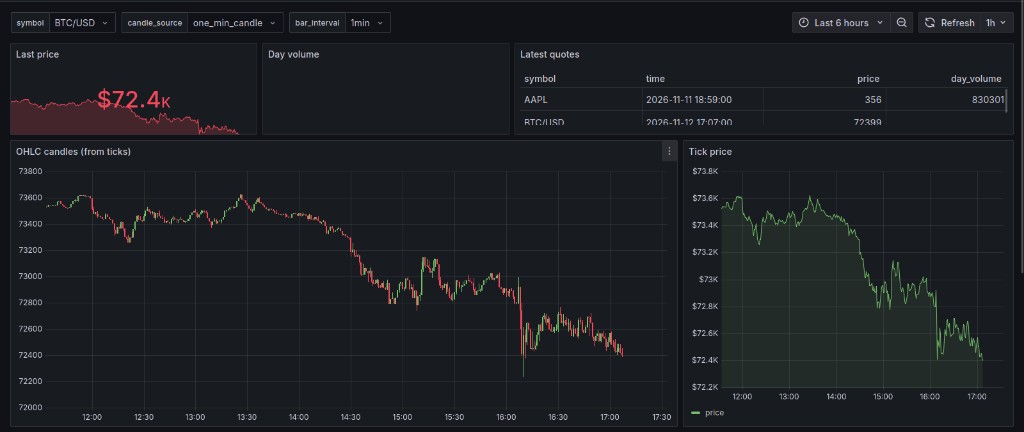 symbol BTC/USD candle_source one_min_candle bar_interval 1min Last 6 hours Refresh 1h
Last price
Day volume
Latest quotes
$72.4K
symbol time price day_volume
AAPL 2026-11-11 18:59:00 356 830301
BTC/USD 2026-11-12 17:07:00 72399
OHLC candles (from ticks)
73800
73600
73400
73200
73000
72800
72600
72400
72200
72000
12:00 12:30 13:00 13:30 14:00 14:30 15:00 15:30 16:00 16:30 17:00 17:30
Tick price
$73.8K
$73.6K
$73.4K
$73.2K
$73K
$72.8K
$72.6K
$72.4K
$72.2K
12:00 13:00 14:00 15:00 16:00 17:00
price